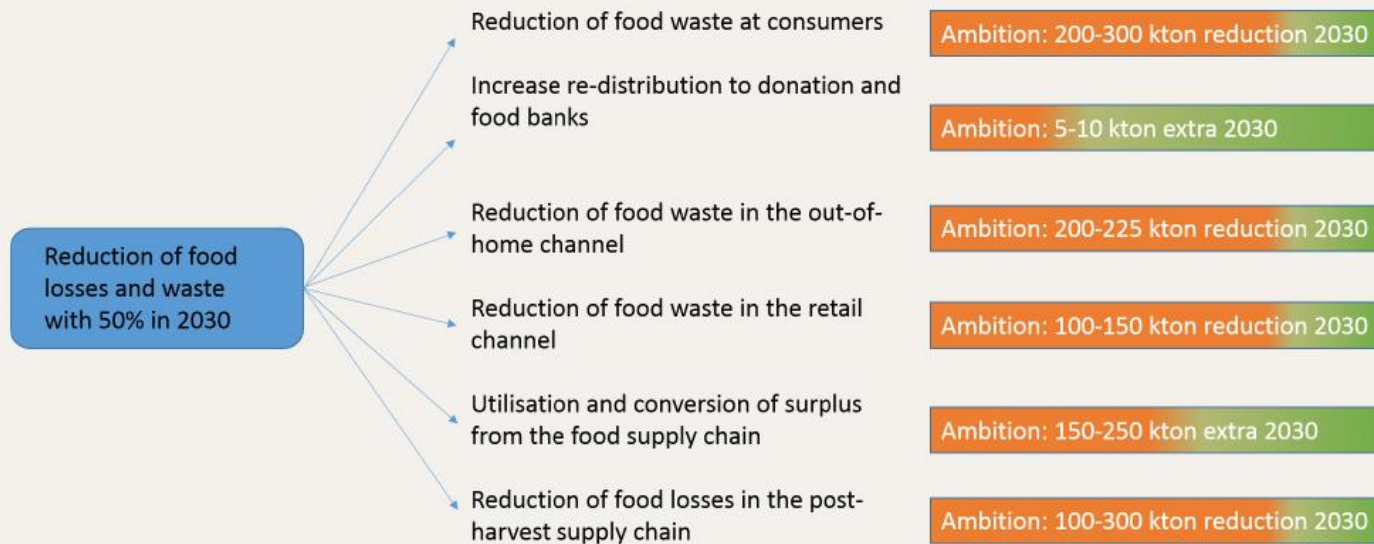 Reduction of food waste at consumers
Ambition: 200-300 kton reduction 2030
Increase re-distribution to donation and
food banks
Ambition: 5-10 kton extra 2030
Reduction of food waste in the out-of-
home channel
Ambition: 200-225 kton reduction 2030
Reduction of food
losses and waste
with 50% in 2030
Reduction of food waste in the retail
channel
Ambition: 100-150 kton reduction 2030
Utilisation and conversion of surplus
from the food supply chain
Ambition: 150-250 kton extra 2030
Reduction of food losses in the post-
harvest supply chain
Ambition: 100-300 kton reduction 2030